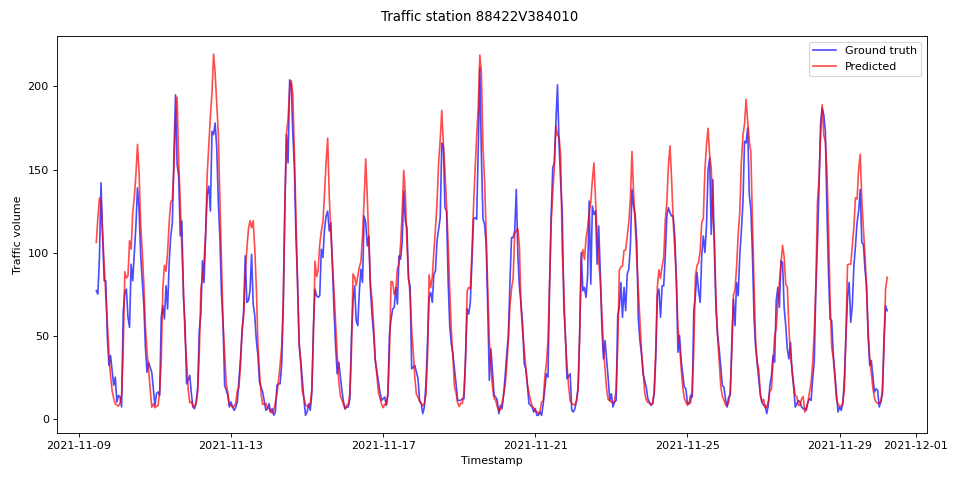 Traffic station 88422V384010
Ground truth
Predicted
Traffic volume
200
150
100
50
0
2021-11-09
2021-11-13
2021-11-17
2021-11-21
2021-11-25
2021-11-29
2021-12-01
Timestamp